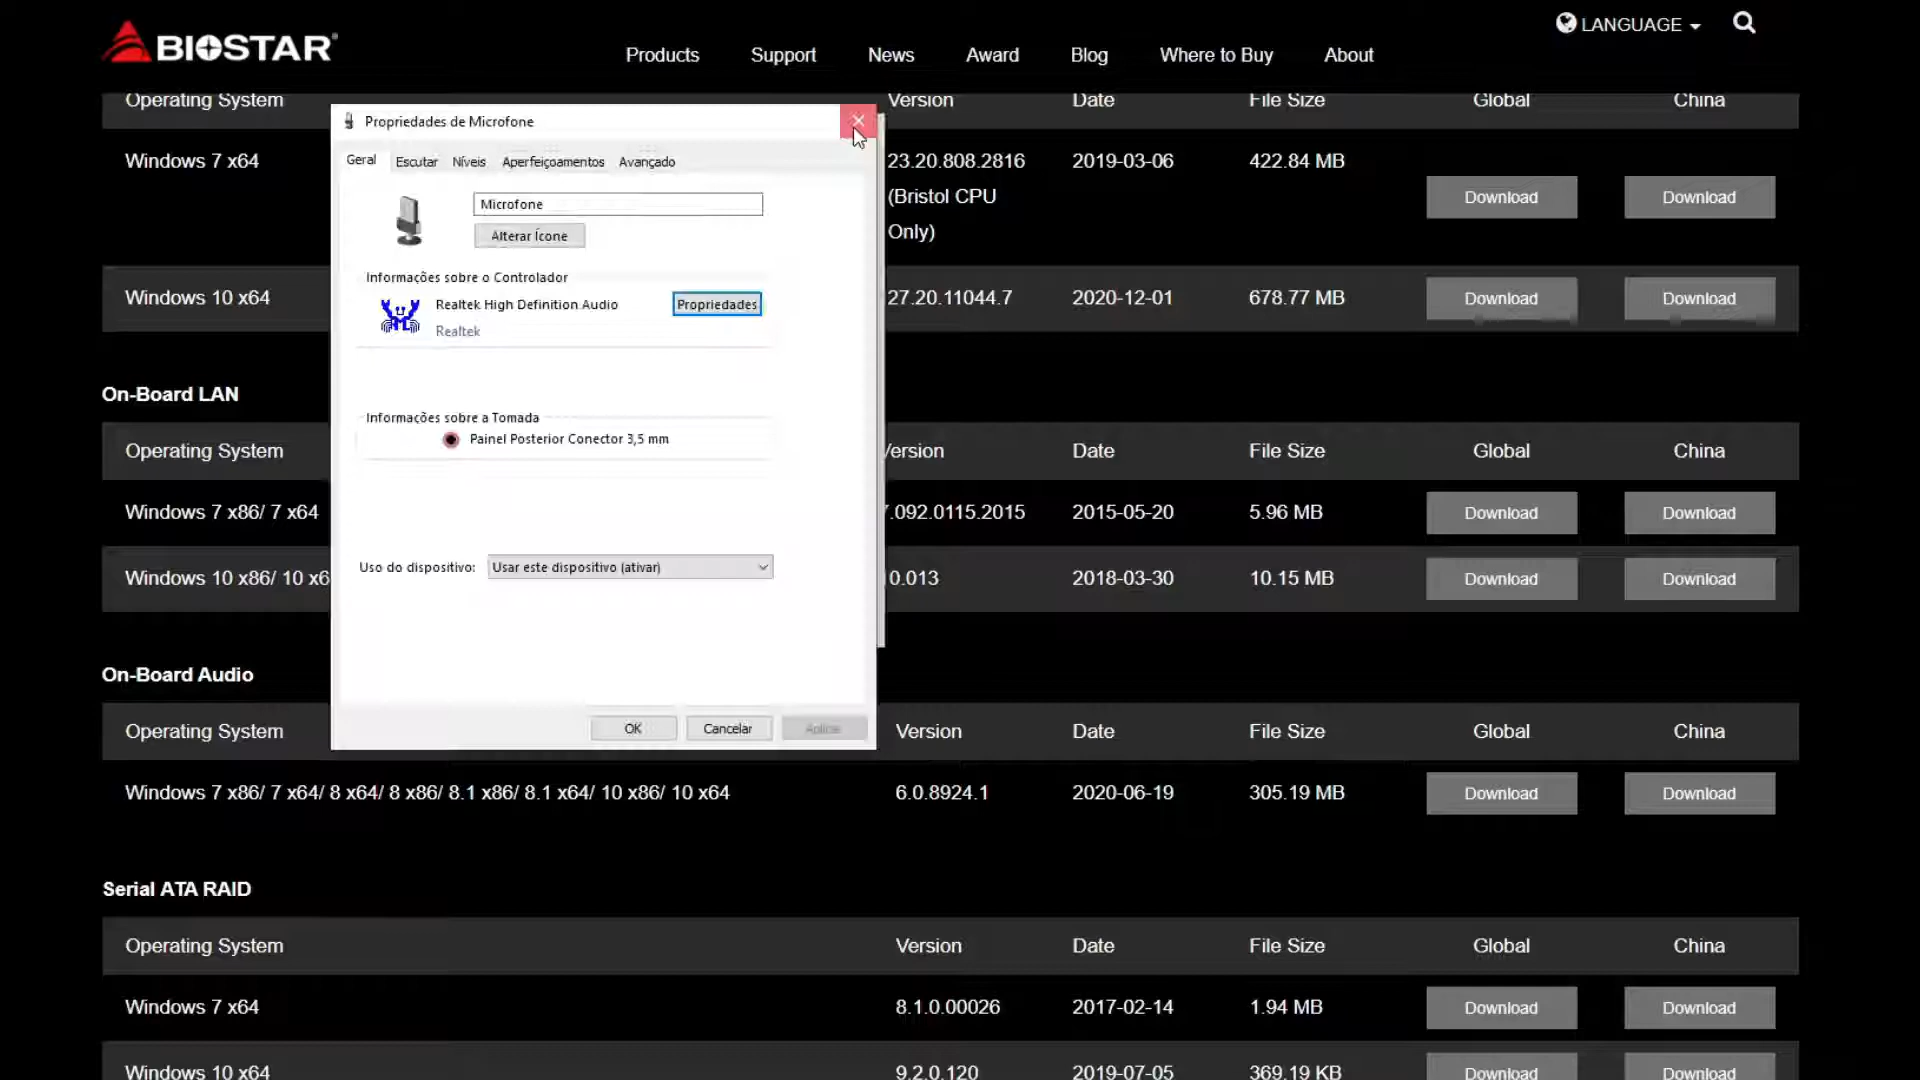 BIOSTAR
LANGUAGE
Products Support News Award Blog Where to Buy About
Operating System Version Date File Size Global China
Propriedades de Microfone
Geral Escutar Níveis Aperfeiçoamentos Avançado
Windows 7 x64 23.20.808.2816 2019-03-06 422.84 MB
(Bristol CPU
Only)
Download Download
Microfone
Alterar Ícone
Informações sobre o Controlador
Windows 10 x64 27.20.11044.7 2020-12-01 678.77 MB Download Download
Realtek High Definition Audio Propriedades
Realtek
On-Board LAN
Informações sobre a Tomada
Painel Posterior Conector 3,5 mm
Operating System Version Date File Size Global China
Windows 7 x86/ 7 x64 .092.0115.2015 2015-05-20 5.96 MB Download Download
Uso do dispositivo: Usar este dispositivo (ativar)
Windows 10 x86/ 10 x6 0.013 2018-03-30 10.15 MB Download Download
On-Board Audio
OK Cancelar Aplicar
Operating System Version Date File Size Global China
Windows 7 x86/ 7 x64/ 8 x64/ 8 x86/ 8.1 x86/ 8.1 x64/ 10 x86/ 10 x64 6.0.8924.1 2020-06-19 305.19 MB Download Download
Serial ATA RAID
Operating System Version Date File Size Global China
Windows 7 x64 8.1.0.00026 2017-02-14 1.94 MB Download Download
Windows 10 x64 9.2.0.120 2019-07-05 369.19 KB Download Download